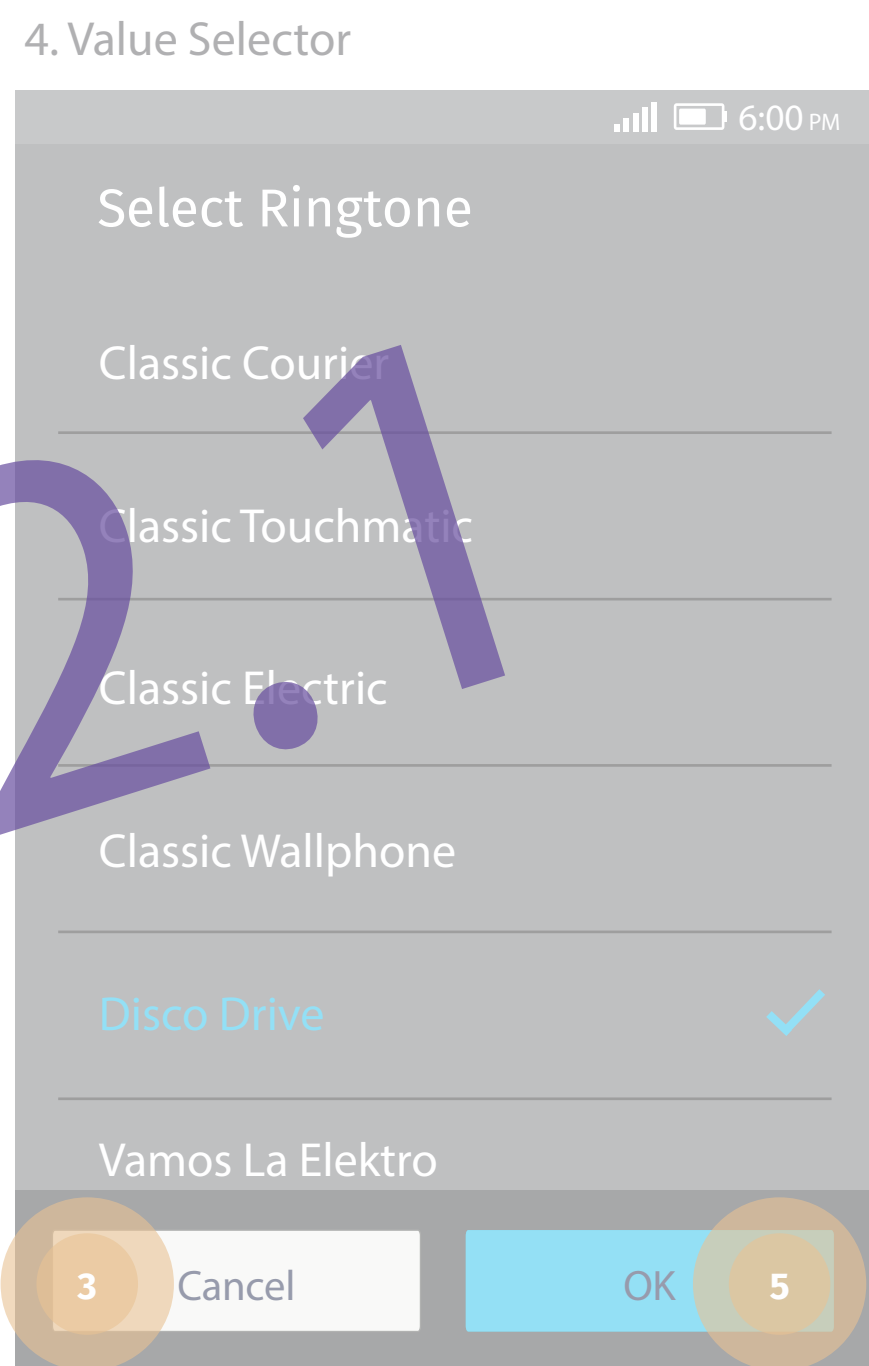 4. Value Selector
6:00 PM
Select Ringtone
Classic Courier
Classic Touchmatic
Classic Electric
Classic Wallphone
Disco Drive
Vamos La Elektro
3 Cancel
OK 5
2.1